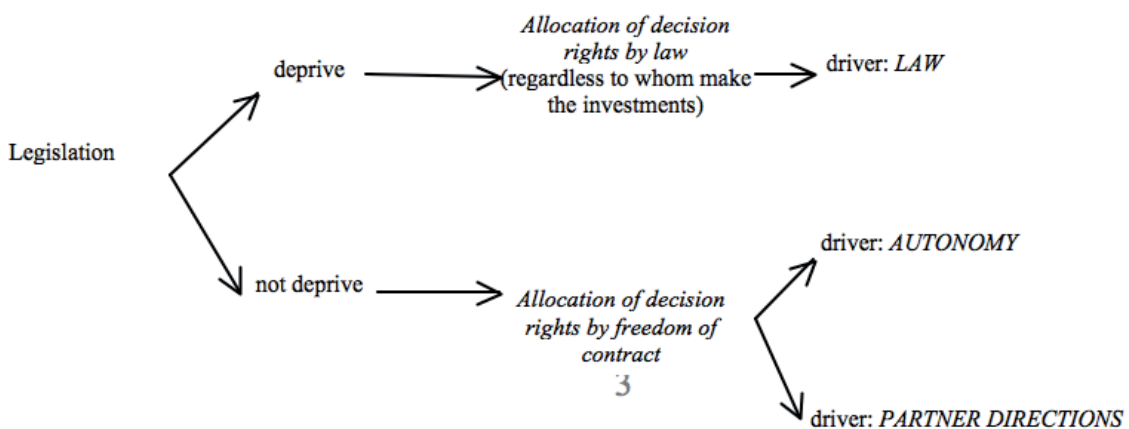 Allocation of decision
rights by law
deprive
(regardless to whom make
the investments)
driver: LAW
Legislation
driver: AUTONOMY
not deprive
Allocation of decision
rights by freedom of
contract
3
driver: PARTNER DIRECTIONS